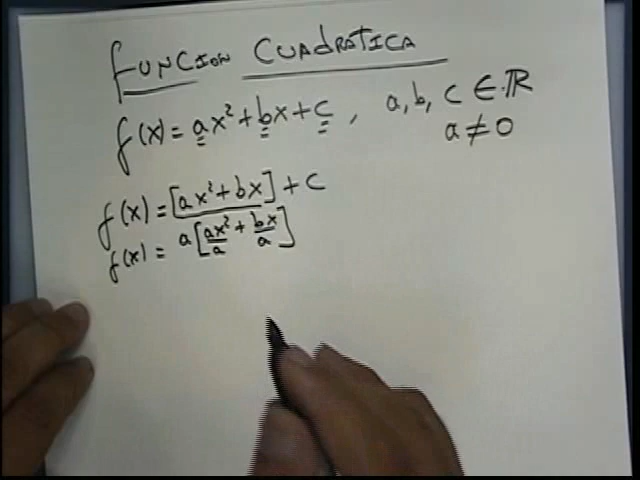 FUNCION CUADRATICA
f(x) = ax² + bx + c , a, b, c ∈ ℝ
a ≠ 0
f(x) = [ax² + bx] + c
f(x) = a[ax²/a + bx/a]